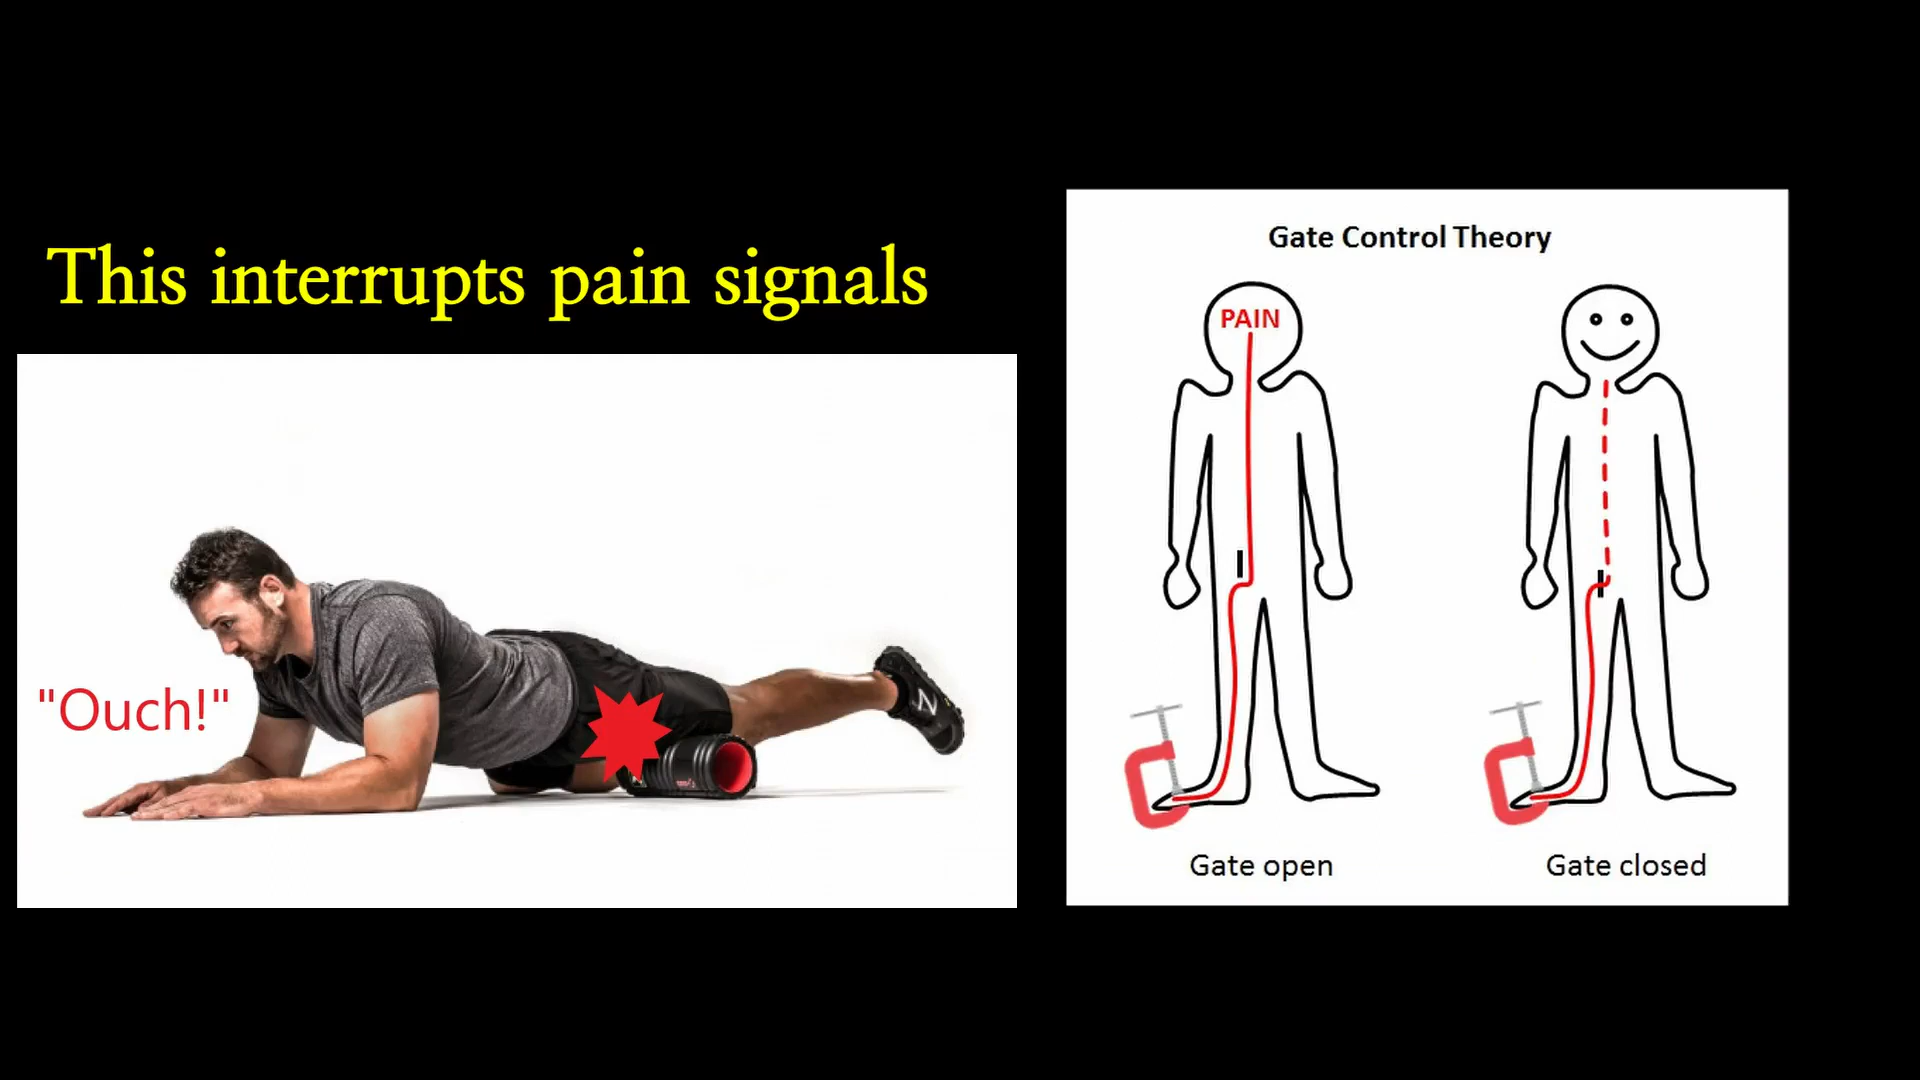 This interrupts pain signals
"Ouch!"
Gate Control Theory
PAIN
Gate open
Gate closed